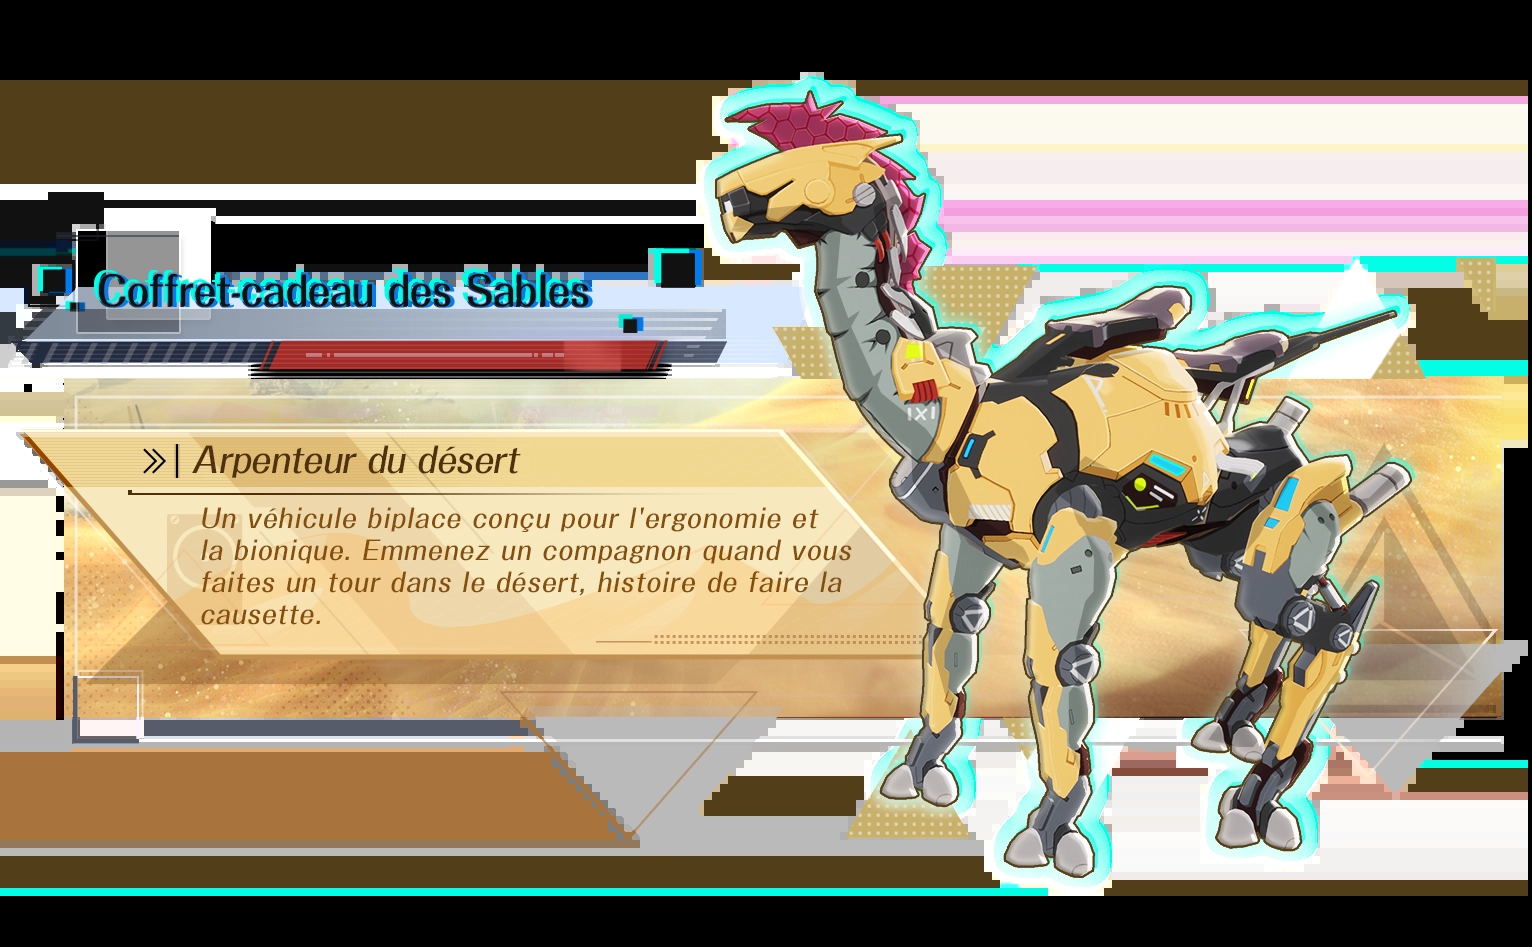 Coffret-cadeau des Sables
Arpenteur du désert
Un véhicule biplace conçu pour l'ergonomie et
la bionique. Emmenez un compagnon quand vous
faites un tour dans le désert, histoire de faire la
causette.